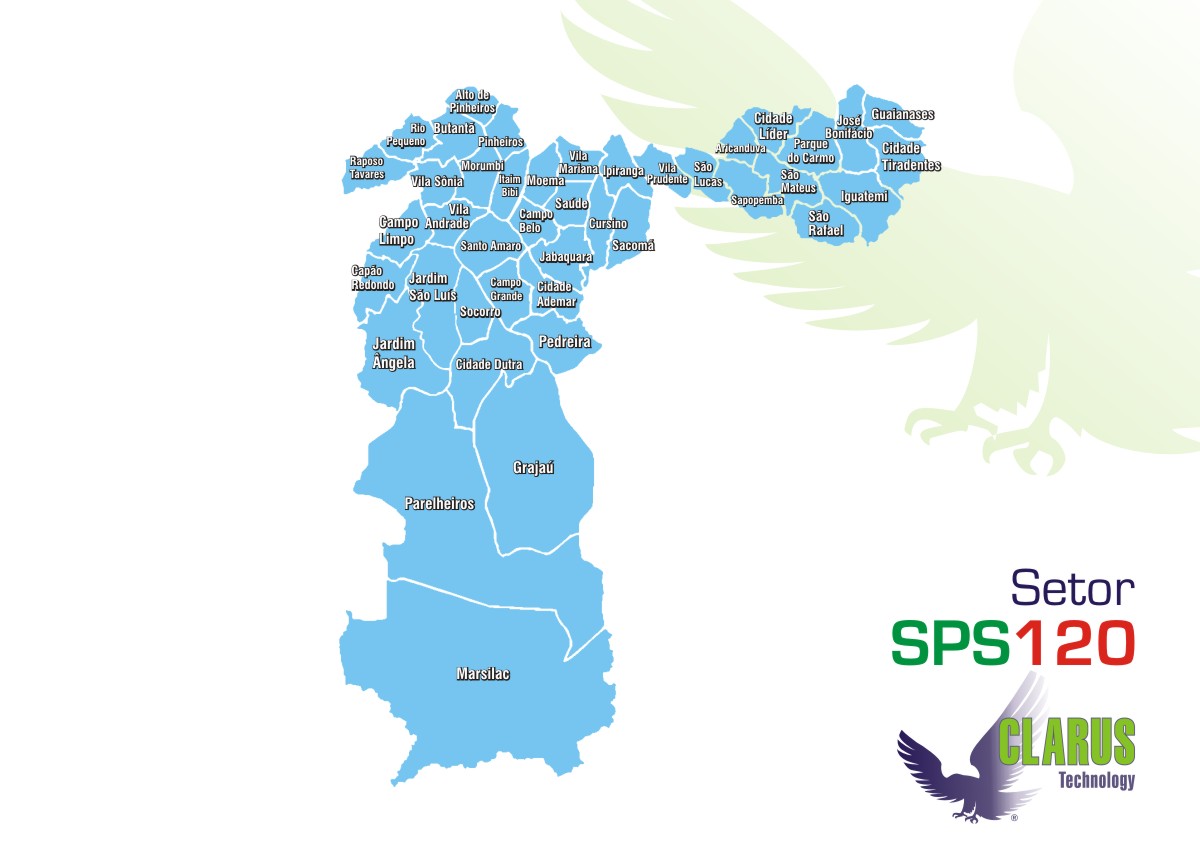 Alto de
Pinheiros
Rio
Pequeno
Butantã
Pinheiros
Raposo
Tavares
Vila Sônia
Morumbi
Itaim
Bibi
Moema
Vila
Mariana
Ipiranga
Vila
Prudente
São
Lucas
Aricanduva
Cidade
Líder
José
Bonifácio
Guaianases
Parque
do Carmo
Cidade
Tiradentes
São
Mateus
Sapopemba
Iguatemi
São
Rafael
Campo
Limpo
Vila
Andrade
Campo
Belo
Saúde
Cursino
Sacomã
Santo Amaro
Jabaquara
Capão
Redondo
Jardim
São Luís
Campo
Grande
Cidade
Ademar
Socorro
Jardim
Ângela
Cidade Dutra
Pedreira
Grajaú
Parelheiros
Marsilac
Setor
SPS120
CLARUS
Technology
®